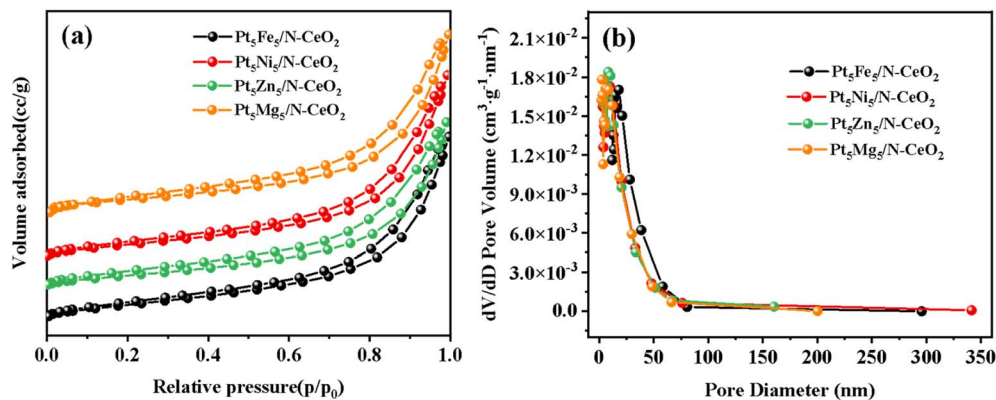 (a)
Pt₅Fe₅/N-CeO₂
Pt₅Ni₅/N-CeO₂
Pt₅Zn₅/N-CeO₂
Pt₅Mg₅/N-CeO₂
Volume adsorbed(cc/g)
0.0 0.2 0.4 0.6 0.8 1.0
Relative pressure(p/p₀)
(b)
Pt₅Fe₅/N-CeO₂
Pt₅Ni₅/N-CeO₂
Pt₅Zn₅/N-CeO₂
Pt₅Mg₅/N-CeO₂
dV/dD Pore Volume (cm³·g⁻¹·nm⁻¹)
2.1×10⁻²
1.8×10⁻²
1.5×10⁻²
1.2×10⁻²
9.0×10⁻³
6.0×10⁻³
3.0×10⁻³
0.0
0 50 100 150 200 250 300 350
Pore Diameter (nm)